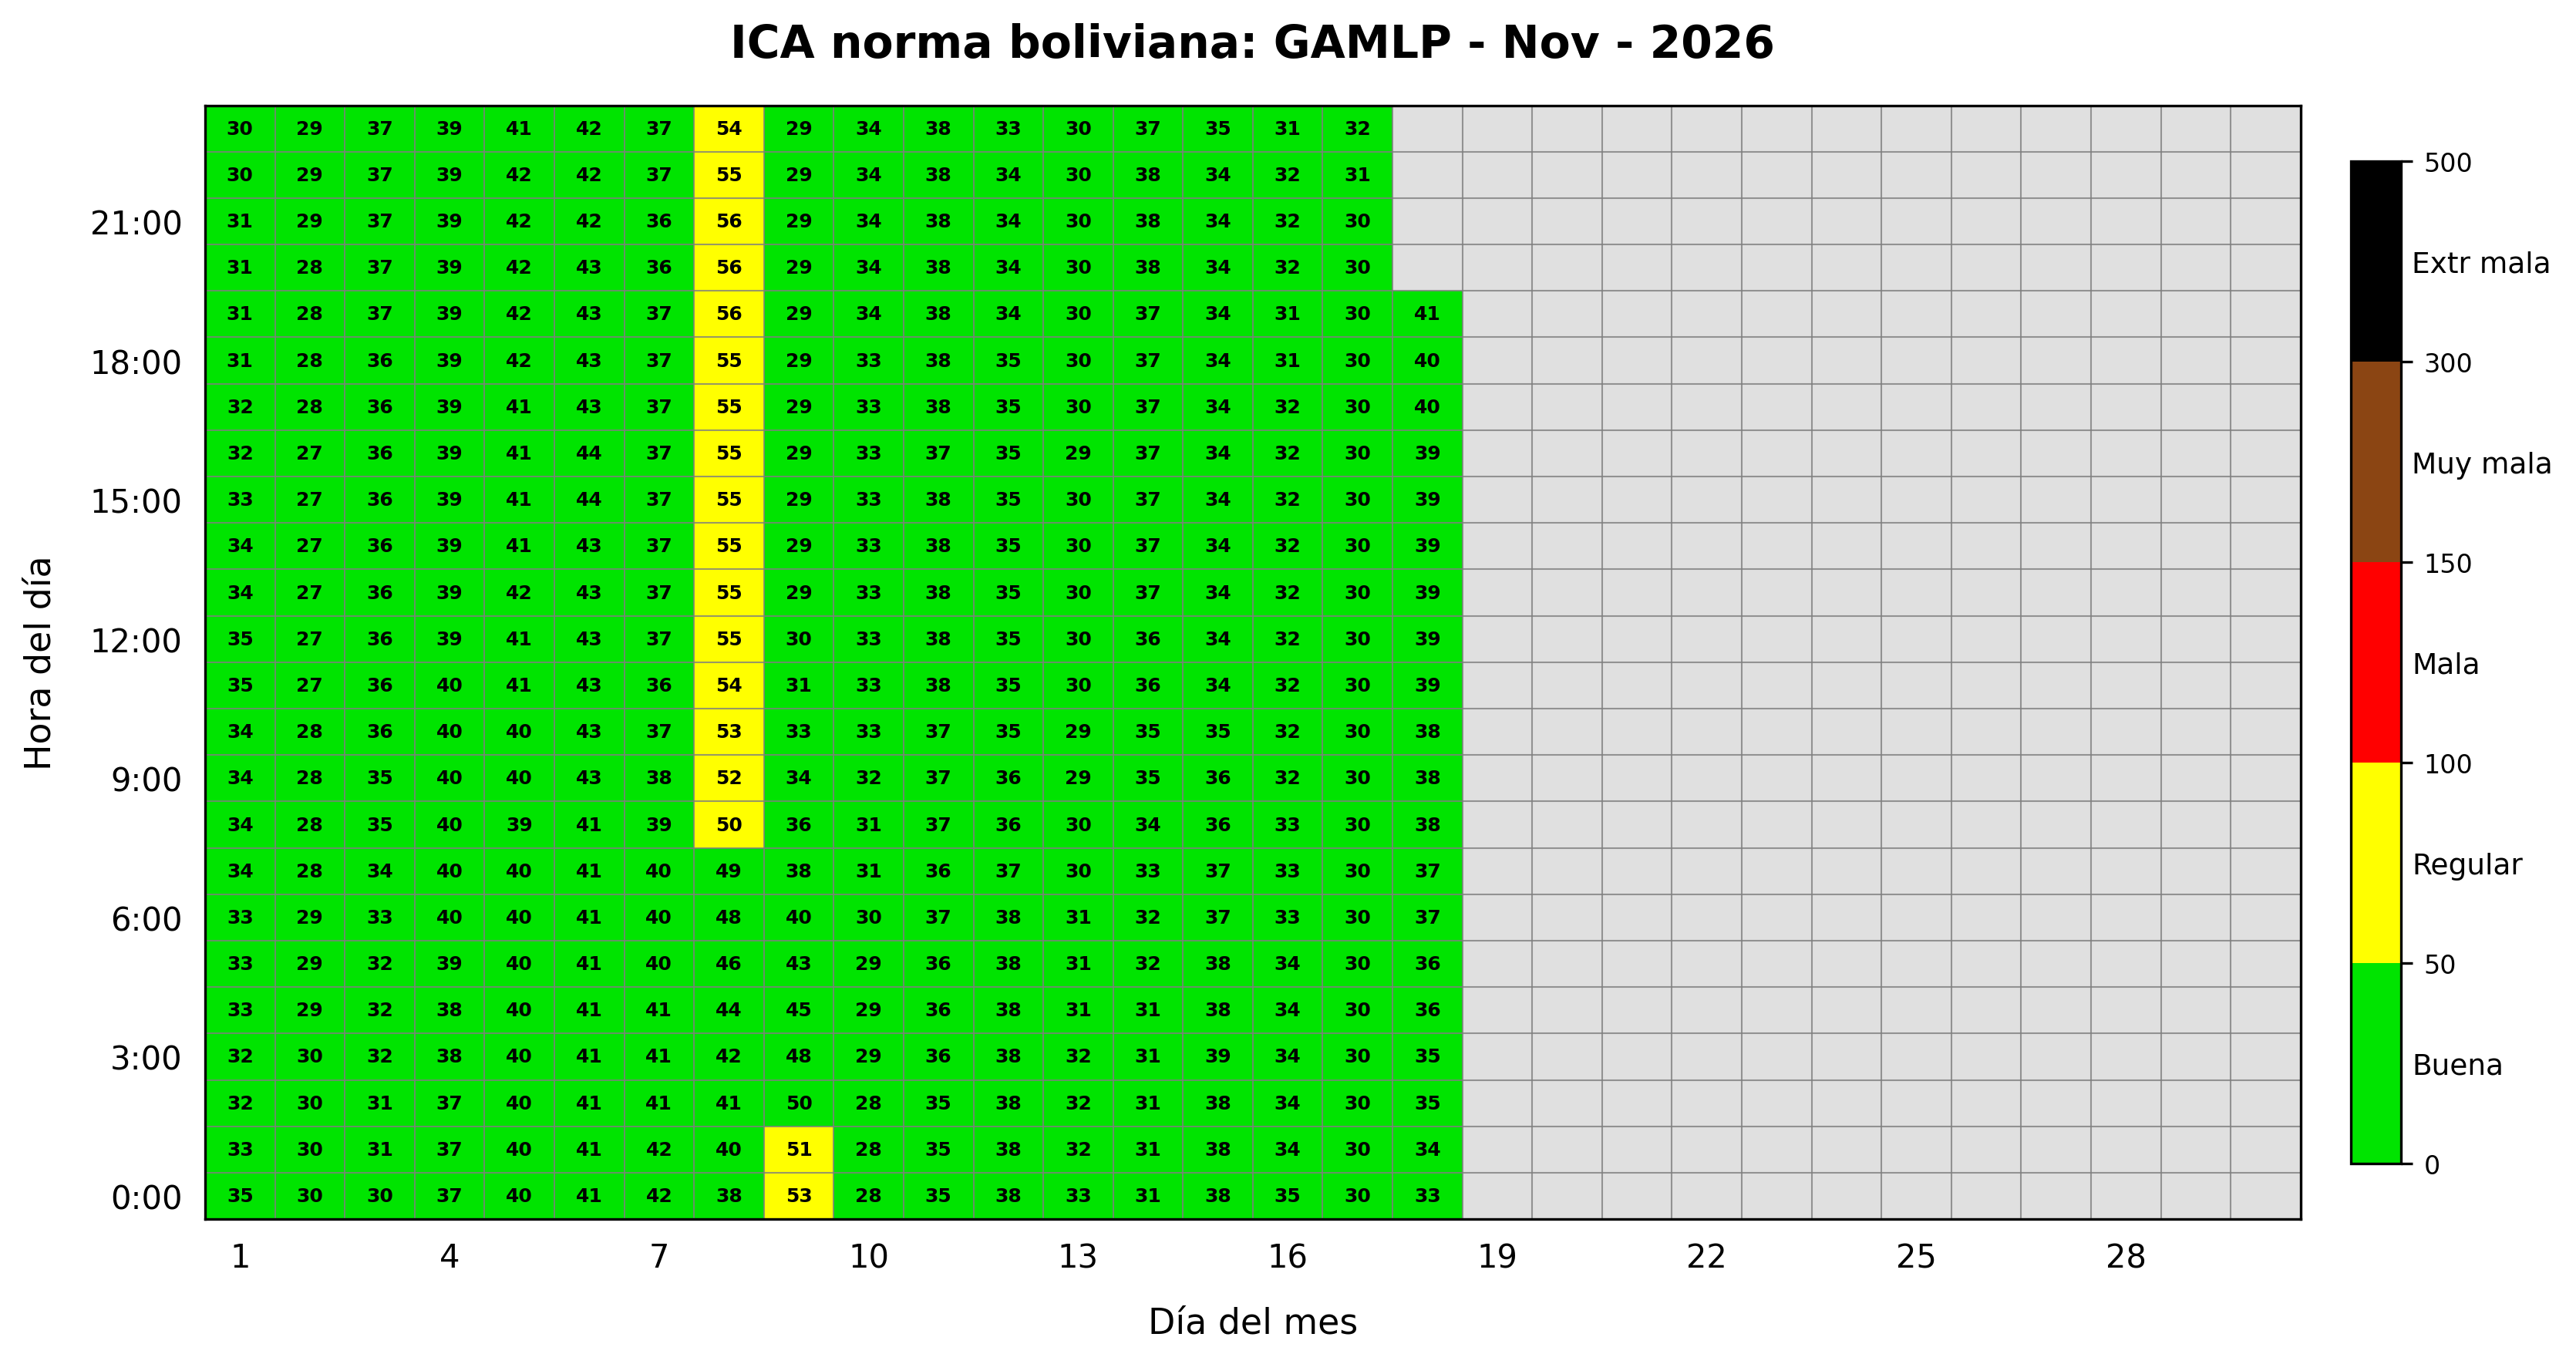 ICA norma boliviana: GAMLP - Nov - 2026
30 29 37 39 41 42 37 54 29 34 38 33 30 37 35 31 32
30 29 37 39 42 42 37 55 29 34 38 34 30 38 34 32 31
21:00 31 29 37 39 42 42 36 56 29 34 38 34 30 38 34 32 30
31 28 37 39 42 43 36 56 29 34 38 34 30 38 34 32 30
31 28 37 39 42 43 37 56 29 34 38 34 30 37 34 31 30 41
18:00 31 28 36 39 42 43 37 55 29 33 38 35 30 37 34 31 30 40
32 28 36 39 41 43 37 55 29 33 38 35 30 37 34 32 30 40
32 27 36 39 41 44 37 55 29 33 37 35 29 37 34 32 30 39
15:00 33 27 36 39 41 44 37 55 29 33 38 35 30 37 34 32 30 39
34 27 36 39 41 43 37 55 29 33 38 35 30 37 34 32 30 39
34 27 36 39 42 43 37 55 29 33 38 35 30 37 34 32 30 39
12:00 35 27 36 39 41 43 37 55 30 33 38 35 30 36 34 32 30 39
35 27 36 40 41 43 36 54 31 33 38 35 30 36 34 32 30 39
34 28 36 40 40 43 37 53 33 33 37 35 29 35 35 32 30 38
9:00 34 28 35 40 40 43 38 52 34 32 37 36 29 35 36 32 30 38
34 28 35 40 39 41 39 50 36 31 37 36 30 34 36 33 30 38
34 28 34 40 40 41 40 49 38 31 36 37 30 33 37 33 30 37
6:00 33 29 33 40 40 41 40 48 40 30 37 38 31 32 37 33 30 37
33 29 32 39 40 41 40 46 43 29 36 38 31 32 38 34 30 36
33 29 32 38 40 41 41 44 45 29 36 38 31 31 38 34 30 36
3:00 32 30 32 38 40 41 41 42 48 29 36 38 32 31 39 34 30 35
32 30 31 37 40 41 41 41 50 28 35 38 32 31 38 34 30 35
33 30 31 37 40 41 42 40 51 28 35 38 32 31 38 34 30 34
0:00 35 30 30 37 40 41 42 38 53 28 35 38 33 31 38 35 30 33
1 4 7 10 13 16 19 22 25 28
Día del mes
Hora del día
500
Extr mala
300
Muy mala
150
Mala
100
Regular
50
Buena
0